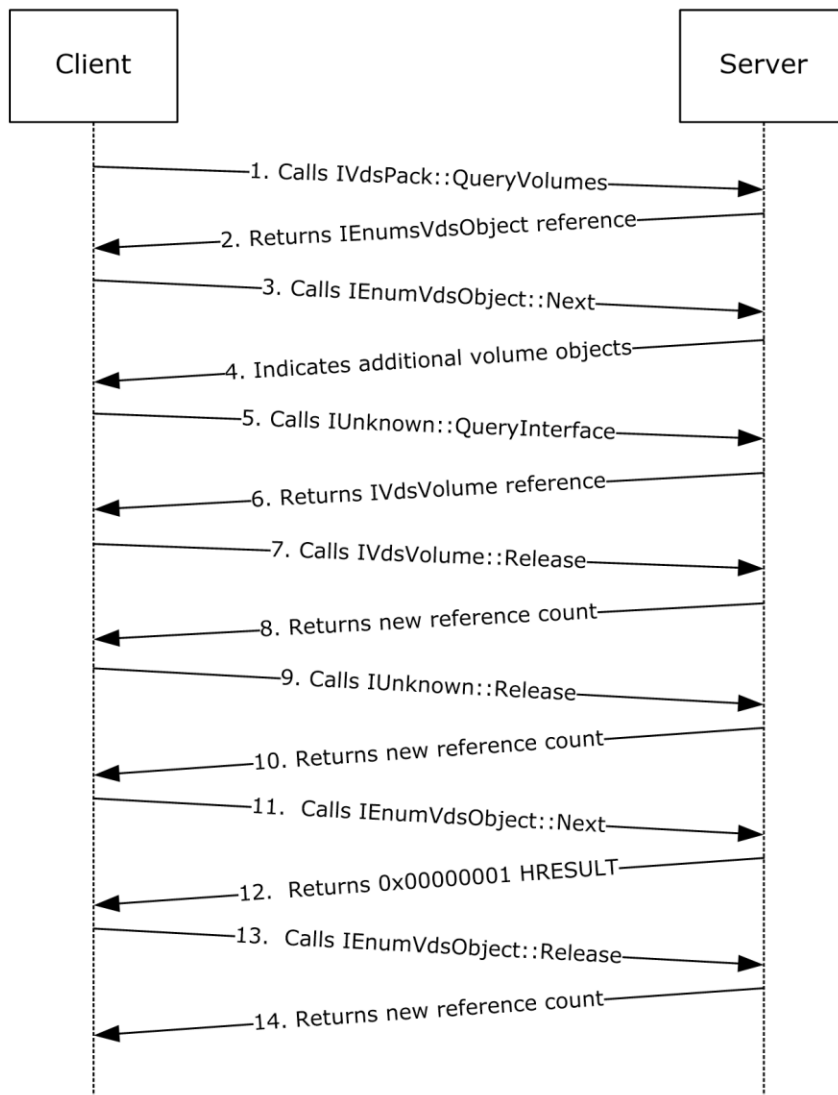 Client
Server
1. Calls IVdsPack::QueryVolumes
2. Returns IEnumsVdsObject reference
3. Calls IEnumVdsObject::Next
4. Indicates additional volume objects
5. Calls IUnknown::QueryInterface
6. Returns IVdsVolume reference
7. Calls IVdsVolume::Release
8. Returns new reference count
9. Calls IUnknown::Release
10. Returns new reference count
11.  Calls IEnumVdsObject::Next
12.  Returns 0x00000001 HRESULT
13.  Calls IEnumVdsObject::Release
14. Returns new reference count